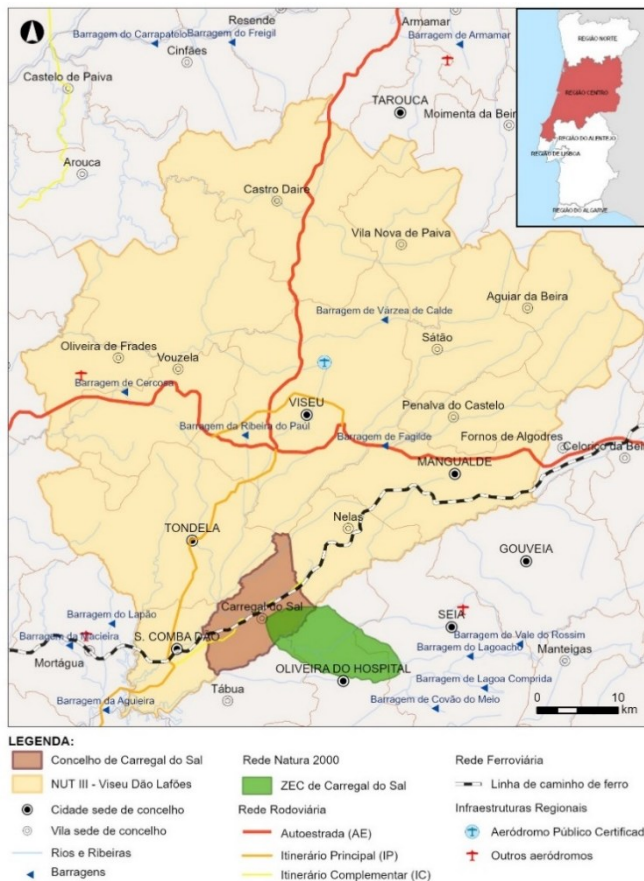 Resende
Armamar
Barragem do Carrapatelo
Barragem do Freigil
Barragem de Armamar
Cinfães
Castelo de Paiva
TAROUCA
Moimenta da Beira
Arouca
Castro Daire
Vila Nova de Paiva
Aguiar da Beira
Barragem de Várzea de Calde
Oliveira de Frades
Sátão
Vouzela
Barragem de Cercosa
VISEU
Penalva do Castelo
Barragem da Ribeira do Paúl
Barragem de Fagilde
Fornos de Algodres
Celorico da Bei
MANGUALDE
Nelas
TONDELA
GOUVEIA
Barragem do Lapão
Carregal do Sal
SEIA
Barragem da Macieira
S. COMBA DÃO
Barragem do Vale do Rossim
Barragem do Lagoacho
Mortágua
Manteigas
OLIVEIRA DO HOSPITAL
Tábua
Barragem de Lagoa Comprida
Barragem da Aguieira
Barragem de Covão do Meio
0
10
km
REGIÃO NORTE
REGIÃO CENTRO
REGIÃO DO ALENTEJO
REGIÃO DE LISBOA
REGIÃO DO ALGARVE
LEGENDA:
Concelho de Carregal do Sal
NUT III - Viseu Dão Lafões
Cidade sede de concelho
Vila sede de concelho
Rios e Ribeiras
Barragens
Rede Natura 2000
ZEC de Carregal do Sal
Rede Rodoviária
Autoestrada (AE)
Itinerário Principal (IP)
Itinerário Complementar (IC)
Rede Ferroviária
Linha de caminho de ferro
Infraestruturas Regionais
Aeródromo Público Certificado
Outros aeródromos